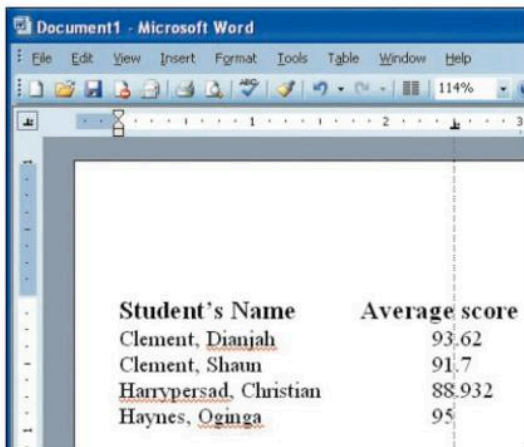 Document1 - Microsoft Word
File Edit View Insert Format Tools Table Window Help
ABC 114%
1 2 3
Student's Name Average score
Clement, Dianjah 93.62
Clement, Shaun 91.7
Harrypersad, Christian 88.932
Haynes, Oginga 95